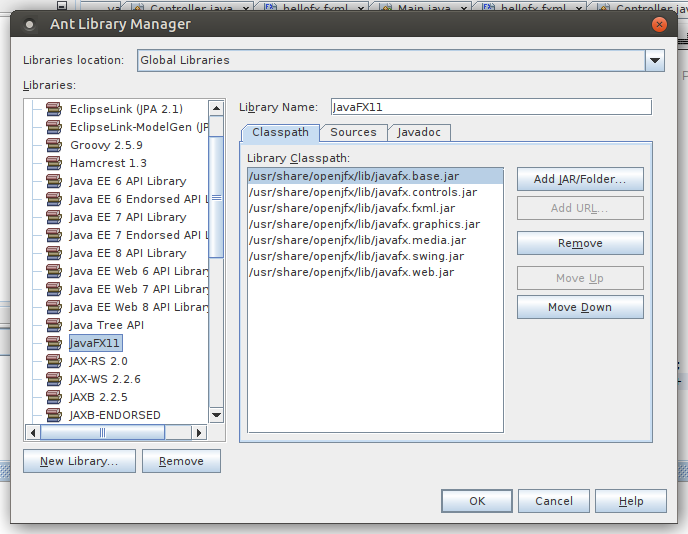 Controller.java
hellofx.fxml
Main.java
hellofx.fxml
Controller.java
Ant Library Manager
Libraries location:
Global Libraries
Libraries:
EclipseLink (JPA 2.1)
EclipseLink-ModelGen (JP
Groovy 2.5.9
Hamcrest 1.3
Java EE 6 API Library
Java EE 6 Endorsed API L
Java EE 7 API Library
Java EE 7 Endorsed API L
Java EE 8 API Library
Java EE Web 6 API Library
Java EE Web 7 API Library
Java EE Web 8 API Library
Java Tree API
JavaFX11
JAX-RS 2.0
JAX-WS 2.2.6
JAXB 2.2.5
JAXB-ENDORSED
New Library...
Remove
Library Name:
JavaFX11
Classpath
Sources
Javadoc
Library Classpath:
/usr/share/openjfx/lib/javafx.base.jar
/usr/share/openjfx/lib/javafx.controls.jar
/usr/share/openjfx/lib/javafx.fxml.jar
/usr/share/openjfx/lib/javafx.graphics.jar
/usr/share/openjfx/lib/javafx.media.jar
/usr/share/openjfx/lib/javafx.swing.jar
/usr/share/openjfx/lib/javafx.web.jar
Add JAR/Folder...
Add URL...
Remove
Move Up
Move Down
OK
Cancel
Help